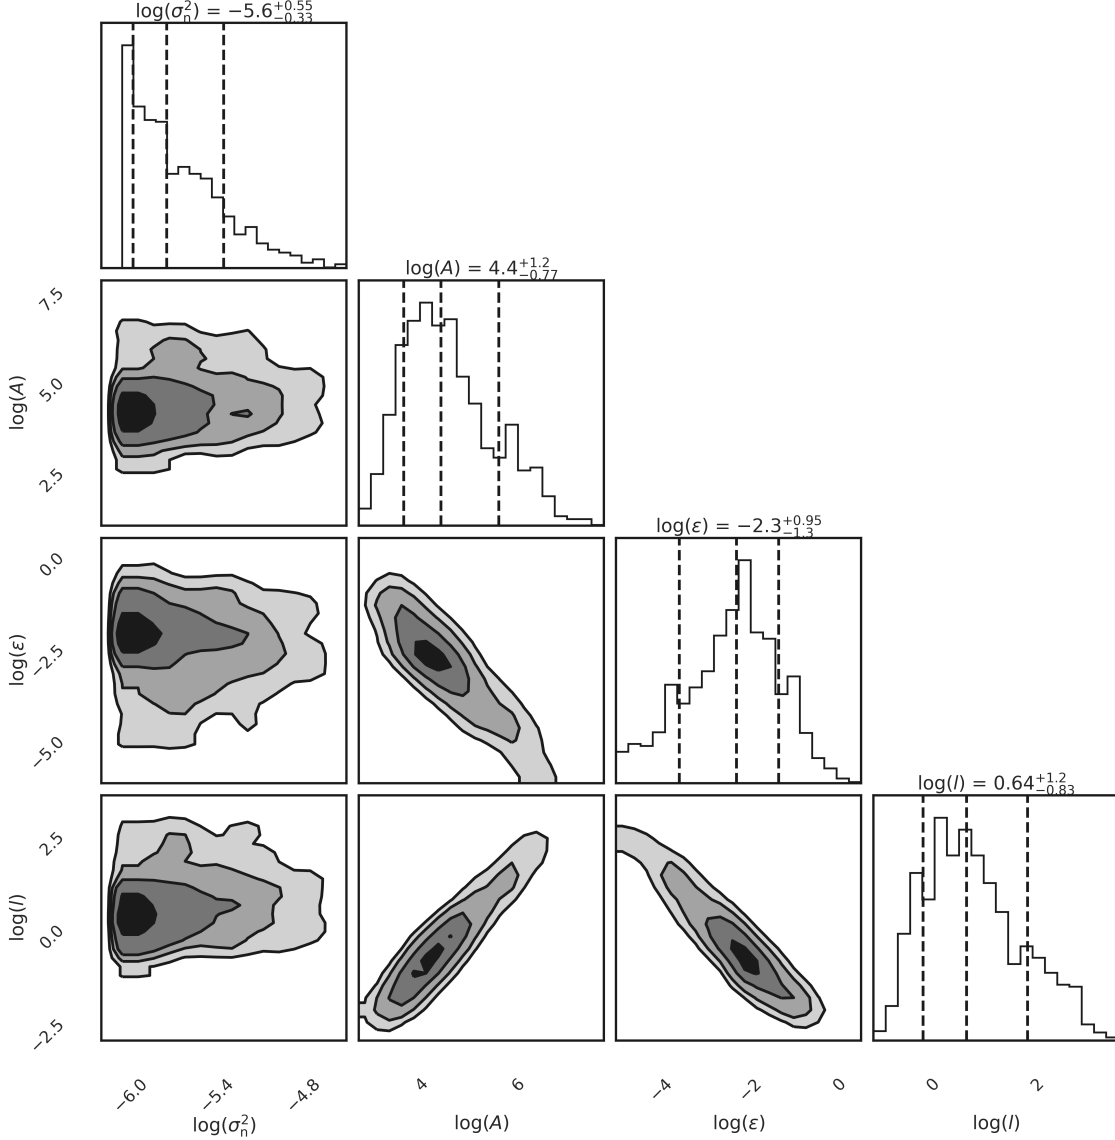 log(σₙ²) = −5.6⁺⁰·⁵⁵₋₀.₃₃
log(A) = 4.4⁺¹·²₋₀.₇₇
7.5
5.0
2.5
log(A)
log(ε) = −2.3⁺⁰·⁹⁵₋₁.₃
0.0
−2.5
−5.0
log(ε)
log(l) = 0.64⁺¹·²₋₀.₈₃
2.5
0.0
−2.5
log(l)
−6.0 −5.4 −4.8 4 6 −4 −2 0 0 2
log(σₙ²) log(A) log(ε) log(l)